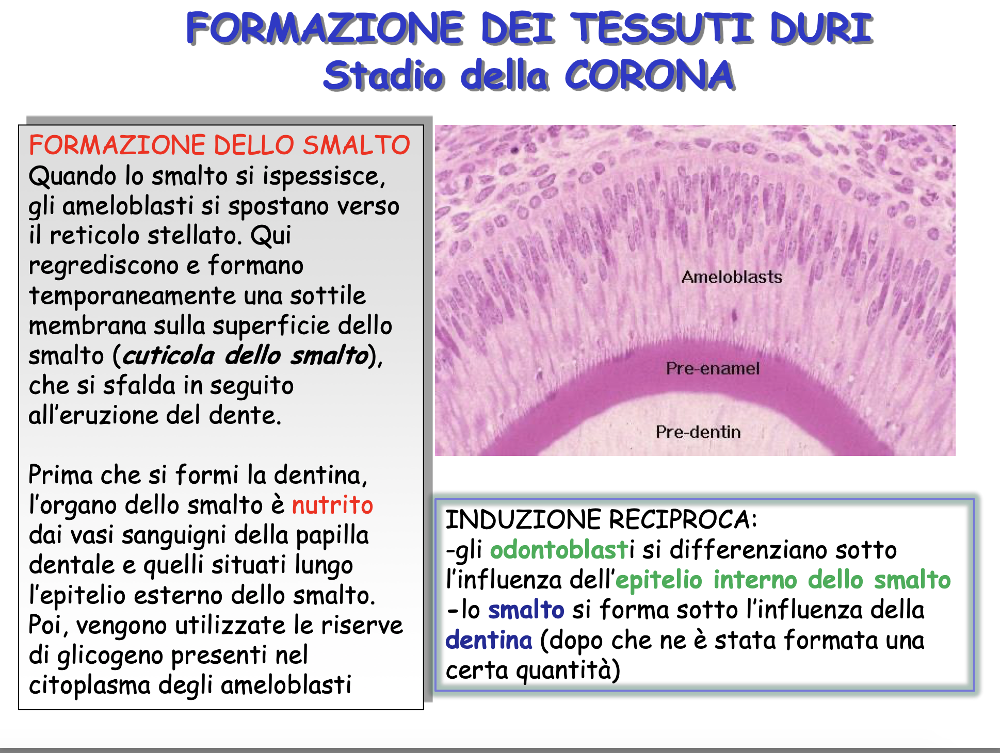 FORMAZIONE DEI TESSUTI DURI
Stadio della CORONA
FORMAZIONE DELLO SMALTO
Quando lo smalto si ispessisce,
gli ameloblasti si spostano verso
il reticolo stellato. Qui
regrediscono e formano
temporaneamente una sottile
membrana sulla superficie dello
smalto (cuticola dello smalto),
che si sfalda in seguito
all’eruzione del dente.
Prima che si formi la dentina,
l’organo dello smalto è nutrito
dai vasi sanguigni della papilla
dentale e quelli situati lungo
l’epitelio esterno dello smalto.
Poi, vengono utilizzate le riserve
di glicogeno presenti nel
citoplasma degli ameloblasti
Ameloblasts
Pre-enamel
Pre-dentin
INDUZIONE RECIPROCA:
-gli odontoblasti si differenziano sotto
l’influenza dell’epitelio interno dello smalto
-lo smalto si forma sotto l’influenza della
dentina (dopo che ne è stata formata una
certa quantità)